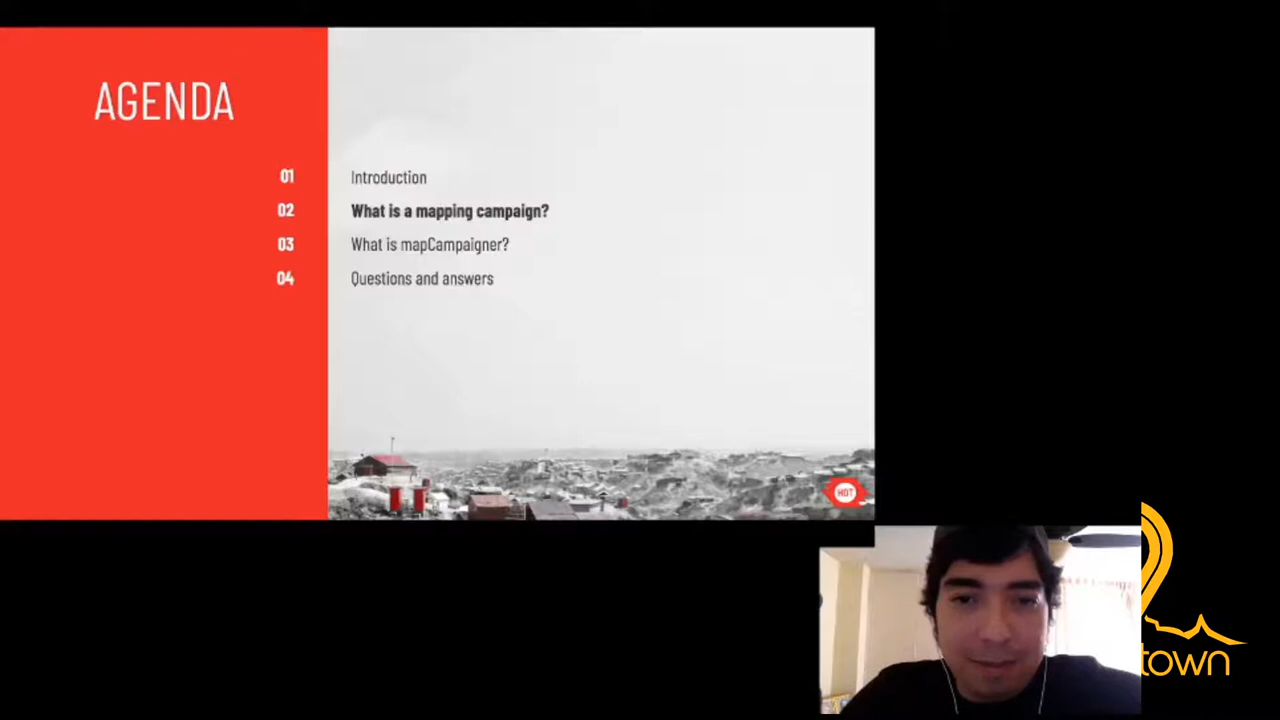 AGENDA
01 Introduction
02 What is a mapping campaign?
03 What is mapCampaigner?
04 Questions and answers
HOT
town